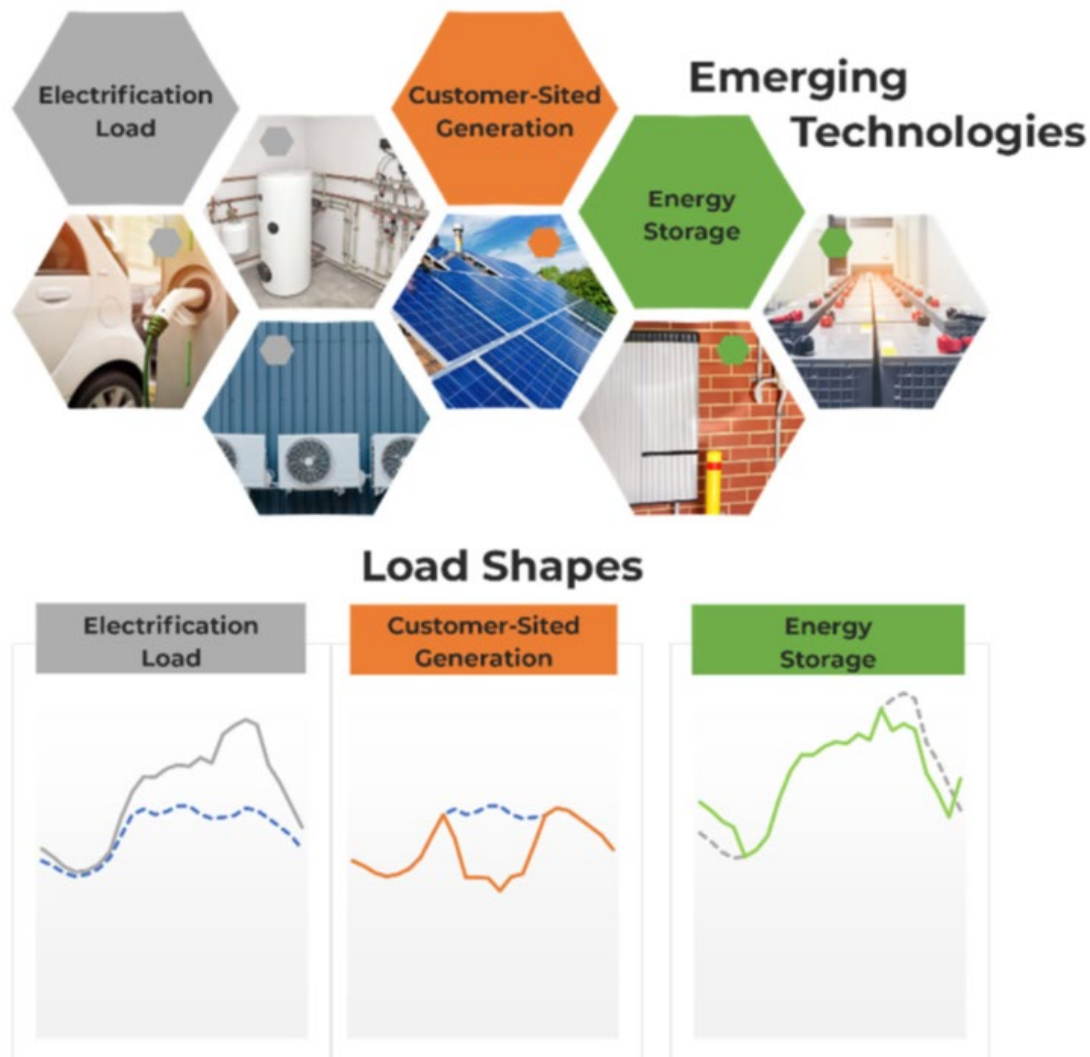 Electrification
Load
Customer-Sited
Generation
Emerging
Technologies
Energy
Storage
Load Shapes
Electrification
Load
Customer-Sited
Generation
Energy
Storage